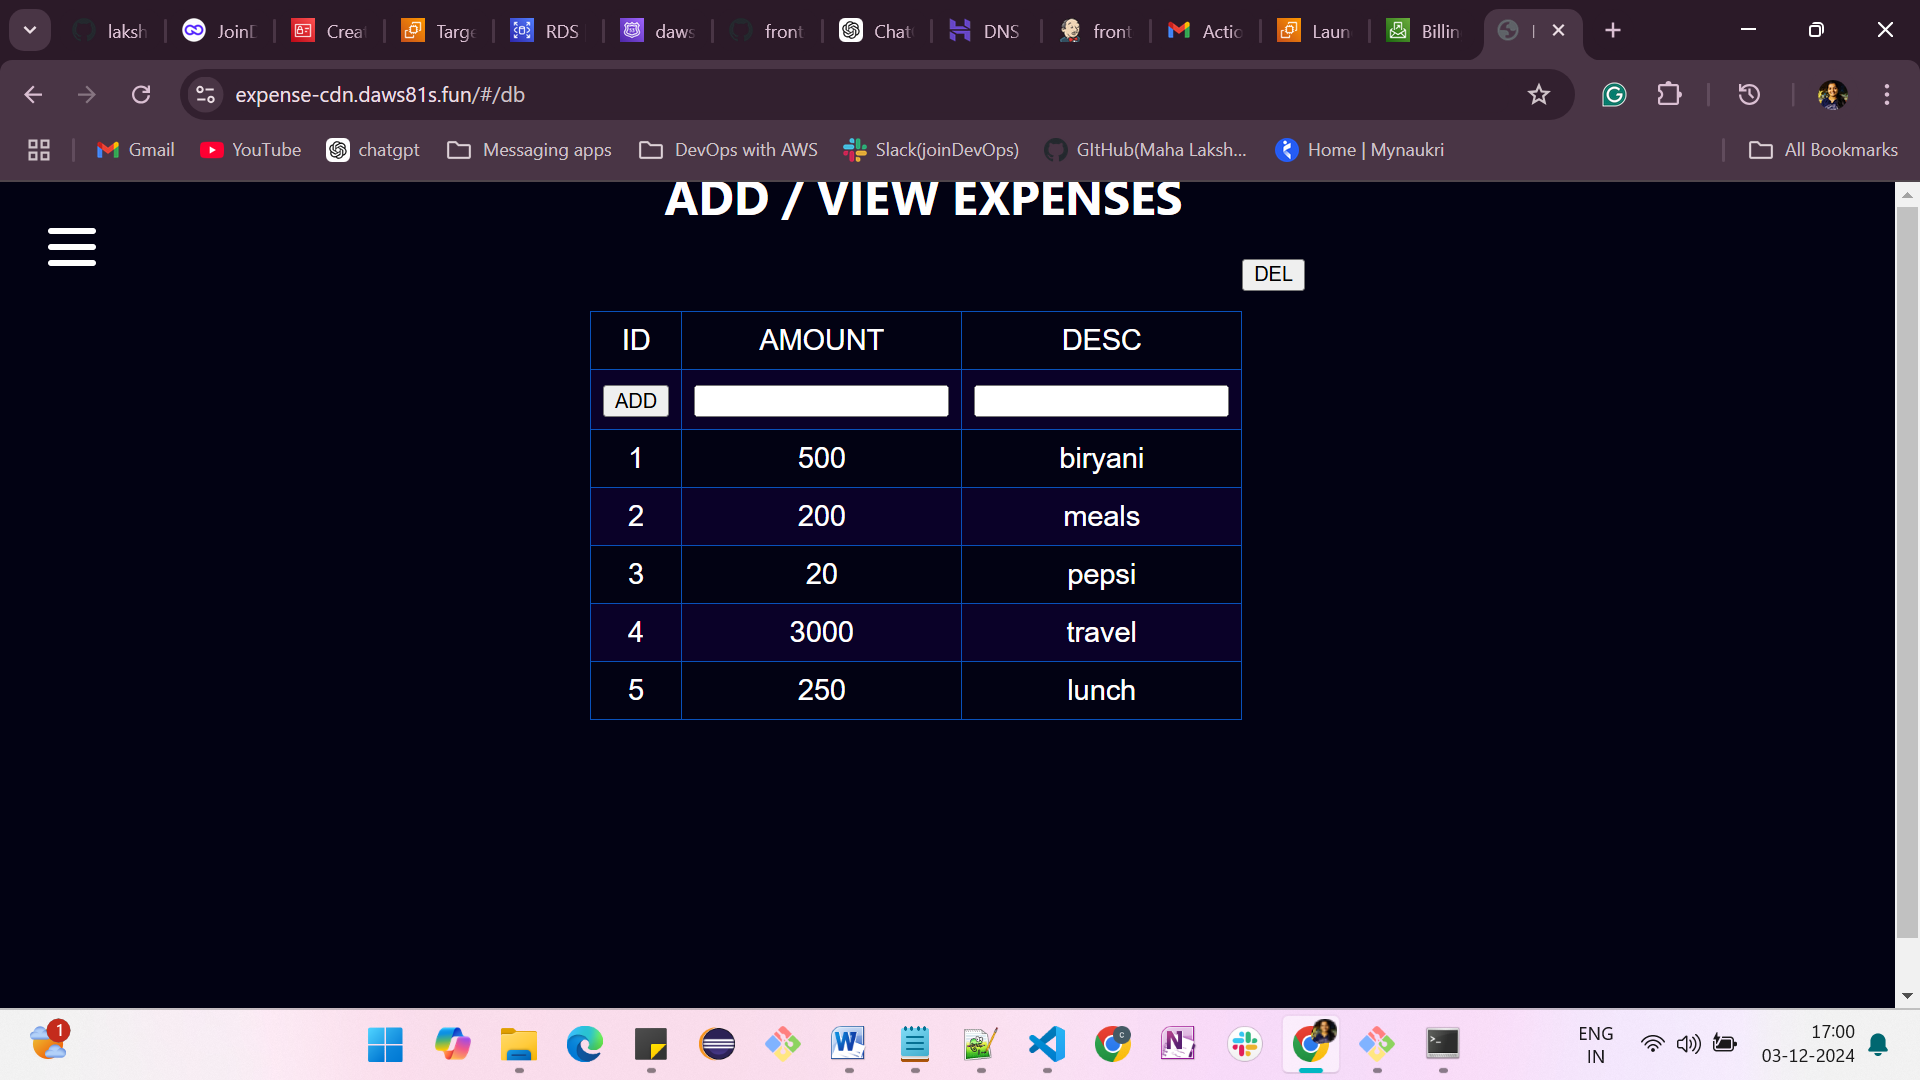 laksh
JoinD
Creat
Targe
RDS
daws
front
Chat
DNS
front
Actio
Laun
Billin
expense-cdn.daws81s.fun/#/db
Gmail
YouTube
chatgpt
Messaging apps
DevOps with AWS
Slack(joinDevOps)
GItHub(Maha Laksh...
Home | Mynaukri
All Bookmarks
ADD / VIEW EXPENSES
DEL
ID AMOUNT DESC
ADD
1 500 biryani
2 200 meals
3 20 pepsi
4 3000 travel
5 250 lunch
1
ENG
IN
17:00
03-12-2024